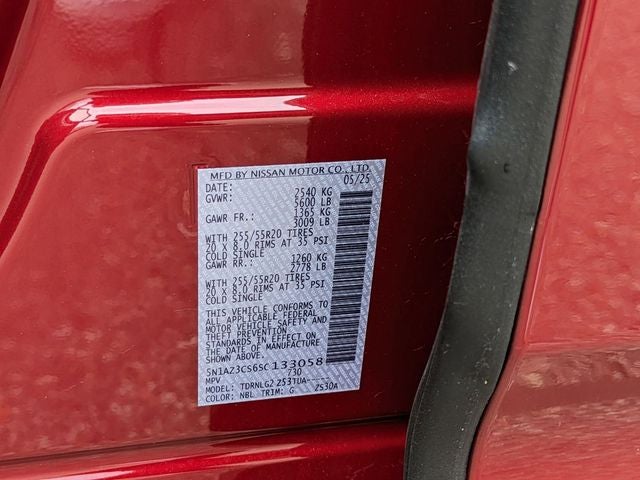 MFD BY NISSAN MOTOR CO., LTD.
DATE: 05/25
GVWR: 2540 KG
5600 LB
GAWR FR.: 1365 KG
3009 LB
WITH 255/55R20 TIRES
20 X 8.0 RIMS AT 35 PSI
COLD SINGLE
GAWR RR.: 1260 KG
2778 LB
WITH 255/55R20 TIRES
20 X 8.0 RIMS AT 35 PSI
COLD SINGLE
THIS VEHICLE CONFORMS TO
ALL APPLICABLE FEDERAL
MOTOR VEHICLE SAFETY AND
THEFT PREVENTION
STANDARDS IN EFFECT ON
THE DATE OF MANUFACTURE
SHOWN ABOVE.
5N1AZ3CS6SC133058
MPV 730
MODEL: TDRNLG2 253TUA-----
COLOR: NBL TRIM: G 2530A